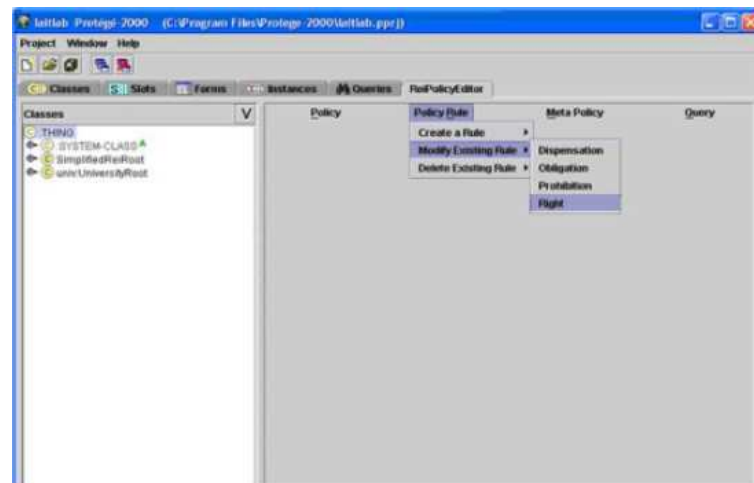 laitlab Protégé-2000 (C:\Program Files\Protege-2000\laitlab.pprj)
Project Window Help
Classes Slots Forms Instances Queries ReiPolicyEditor
Classes V Policy Policy Rule Meta Policy Query
THING Create a Rule
:SYSTEM-CLASS A Modify Existing Rule Dispensation
SimplifiedReiRoot Delete Existing Rule Obligation
univ:UniversityRoot Prohibition
Right